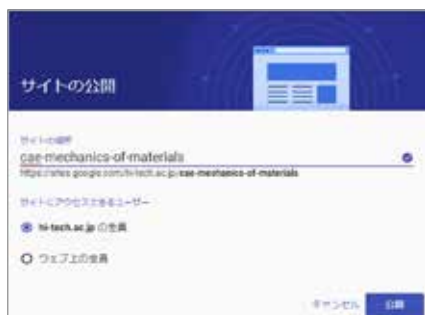 サイトの公開
サイトの場所
cae-mechanics-of-materials
https://sites.google.com/hi-tech.ac.jp/cae-mechanics-of-materials
サイトにアクセスできるユーザー
hi-tech.ac.jp の全員
ウェブ上の全員
キャンセル 公開